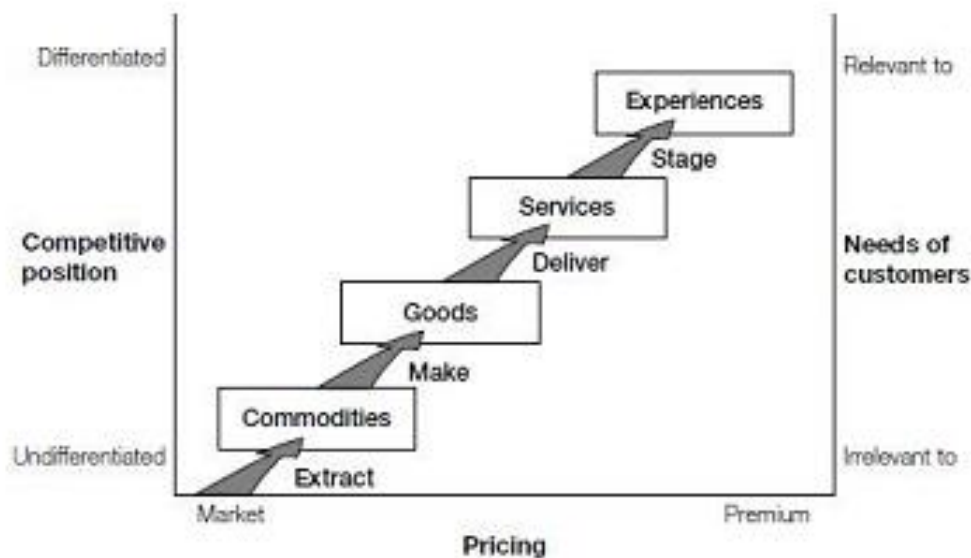 Differentiated
Relevant to
Experiences
Stage
Services
Competitive
position
Needs of
customers
Deliver
Goods
Make
Commodities
Undifferentiated
Irrelevant to
Extract
Market
Premium
Pricing